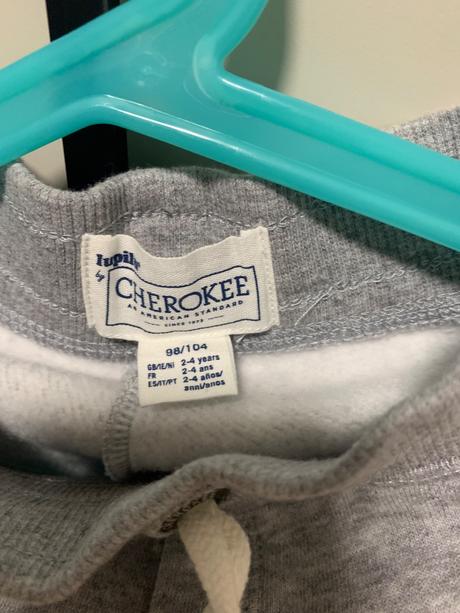 lupilu
by
CHEROKEE
AN AMERICAN STANDARD
SINCE 1973
98/104
GB/IE/NI 2-4 years
FR 2-4 ans
ES/IT/PT 2-4 años/
anni/anos